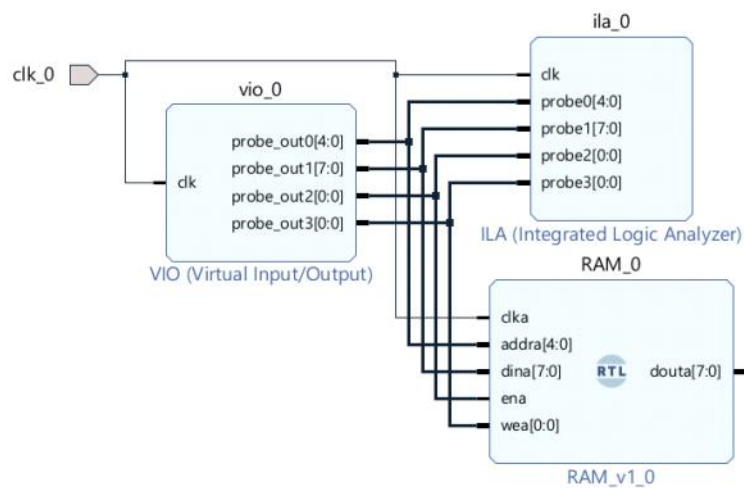 clk_0
vio_0
clk
probe_out0[4:0]
probe_out1[7:0]
probe_out2[0:0]
probe_out3[0:0]
VIO (Virtual Input/Output)
ila_0
clk
probe0[4:0]
probe1[7:0]
probe2[0:0]
probe3[0:0]
ILA (Integrated Logic Analyzer)
RAM_0
clka
addra[4:0]
dina[7:0]
ena
wea[0:0]
RTL
douta[7:0]
RAM_v1_0